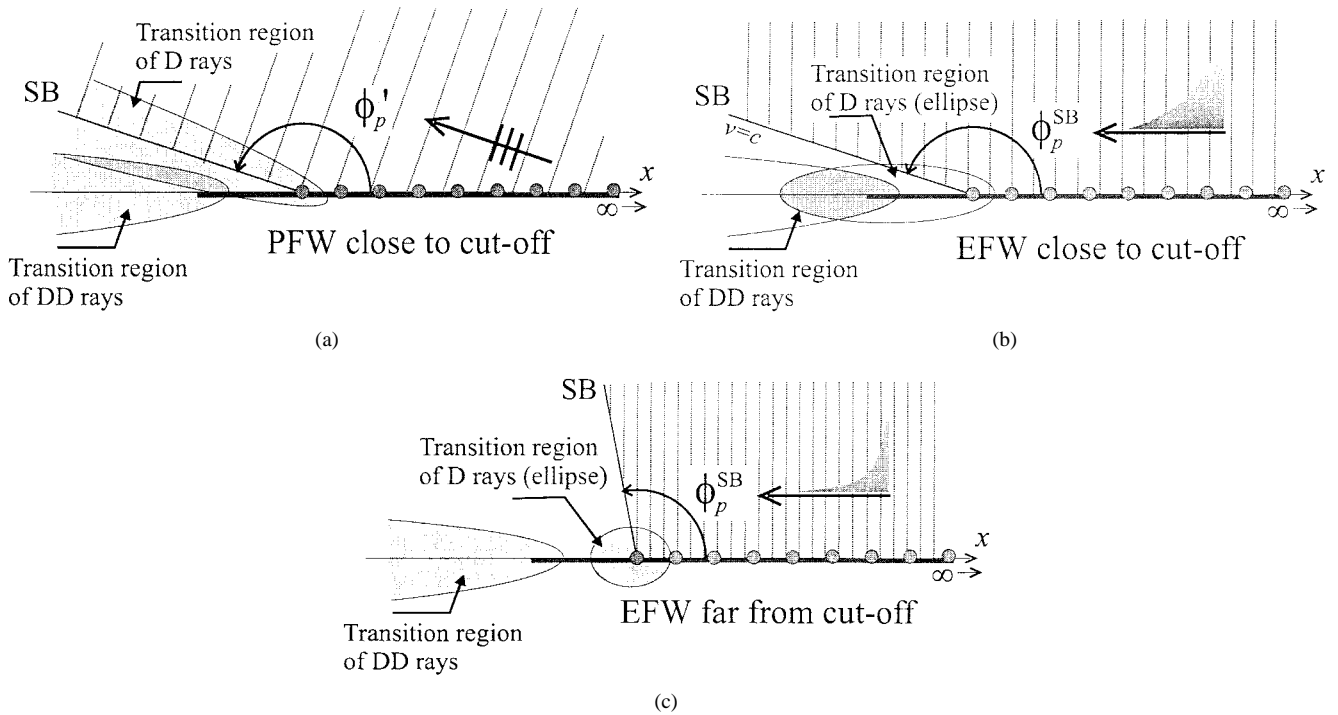 Transition region
of D rays
SB
ϕ'p
x
∞
PFW close to cut-off
Transition region
of DD rays
(a)
Transition region
of D rays (ellipse)
SB
ν=c
ϕpSB
x
∞
EFW close to cut-off
Transition region
of DD rays
(b)
SB
Transition region
of D rays (ellipse)
ϕpSB
x
∞
EFW far from cut-off
Transition region
of DD rays
(c)